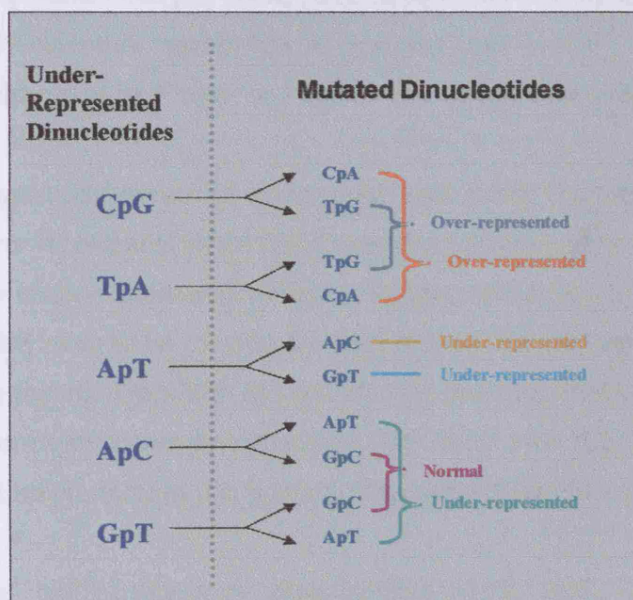 Under-
Represented
Dinucleotides
Mutated Dinucleotides
CpG
CpA
TpG
Over-represented
TpA
TpG
CpA
Over-represented
ApT
ApC
Under-represented
GpT
Under-represented
ApC
ApT
GpC
Normal
GpT
GpC
ApT
Under-represented